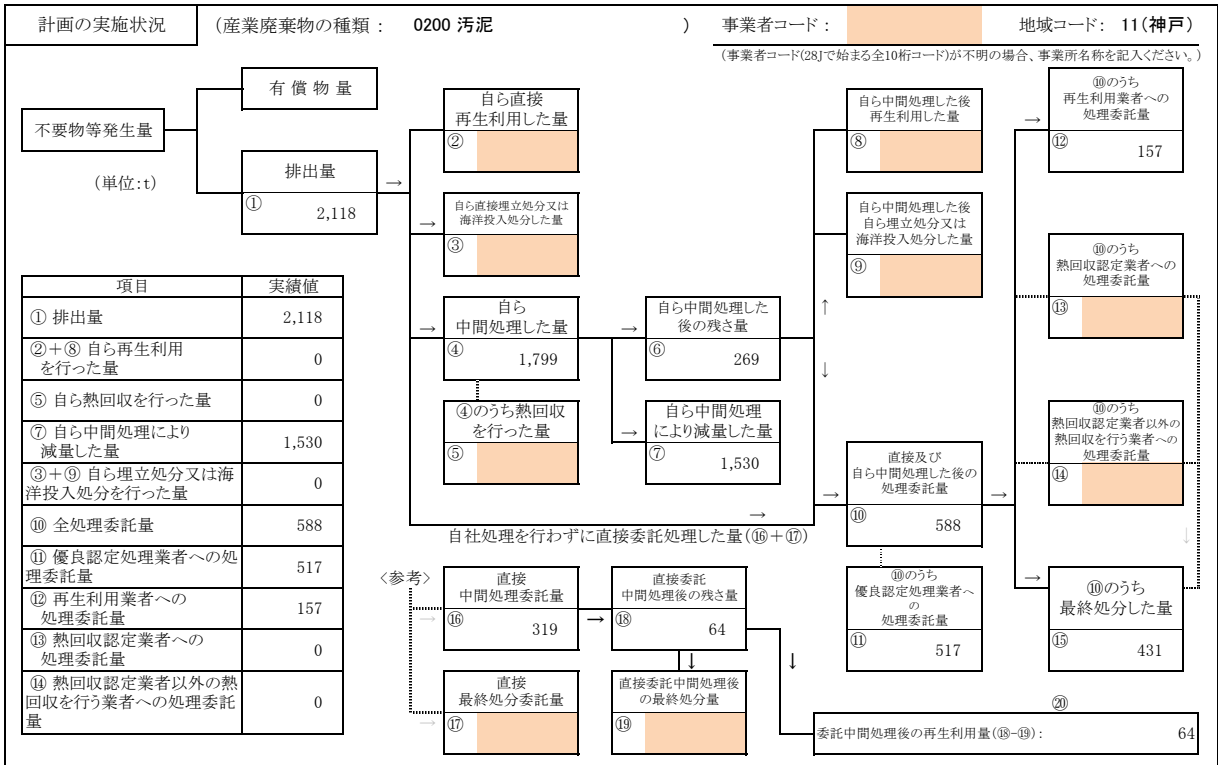 計画の実施状況 (産業廃棄物の種類 : 0200 汚泥 ) 事業者コード : 地域コード: 11(神戸)
(事業者コード(28Jで始まる全10桁コード)が不明の場合、事業所名称を記入ください。)
不要物等発生量
(単位:t)
有 償 物 量
排出量
① 2,118
→
自ら直接
再生利用した量
②
→
自ら直接埋立処分又は
海洋投入処分した量
③
→
自ら
中間処理した量
④ 1,799
④のうち熱回収
を行った量
⑤
→
自ら中間処理した
後の残さ量
⑥ 269
→
自ら中間処理
により減量した量
⑦ 1,530
自ら中間処理した後
再生利用した量
⑧
自ら中間処理した後
自ら埋立処分又は
海洋投入処分した量
⑨
↑
↓
→
自社処理を行わずに直接委託処理した量(⑯+⑰)
→
直接及び
自ら中間処理した後の
処理委託量
⑩ 588
→
⑩のうち
優良認定処理業者へ
の
処理委託量
⑪ 517
→
⑩のうち
再生利用業者への
処理委託量
⑫ 157
⑩のうち
熱回収認定業者への
処理委託量
⑬
⑩のうち
熱回収認定業者以外の
熱回収を行う業者への
処理委託量
⑭
↓
→
⑩のうち
最終処分した量
⑮ 431
項目 実績値
① 排出量 2,118
②+⑧ 自ら再生利用
を行った量 0
⑤ 自ら熱回収を行った量 0
⑦ 自ら中間処理により
減量した量 1,530
③+⑨ 自ら埋立処分又は海
洋投入処分を行った量 0
⑩ 全処理委託量 588
⑪ 優良認定処理業者への処
理委託量 517
⑫ 再生利用業者への
処理委託量 157
⑬ 熱回収認定業者への
処理委託量 0
⑭ 熱回収認定業者以外の熱
回収を行う業者への処理委託
量 0
<参考>
→
直接
中間処理委託量
⑯ 319
→
直接委託
中間処理後の残さ量
⑱ 64
→
直接
最終処分委託量
⑰
↓
直接委託中間処理後
の最終処分量
⑲
↓
⑳
委託中間処理後の再生利用量(⑱-⑲) : 64